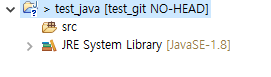 > test_java [test_git NO-HEAD]
src
JRE System Library [JavaSE-1.8]